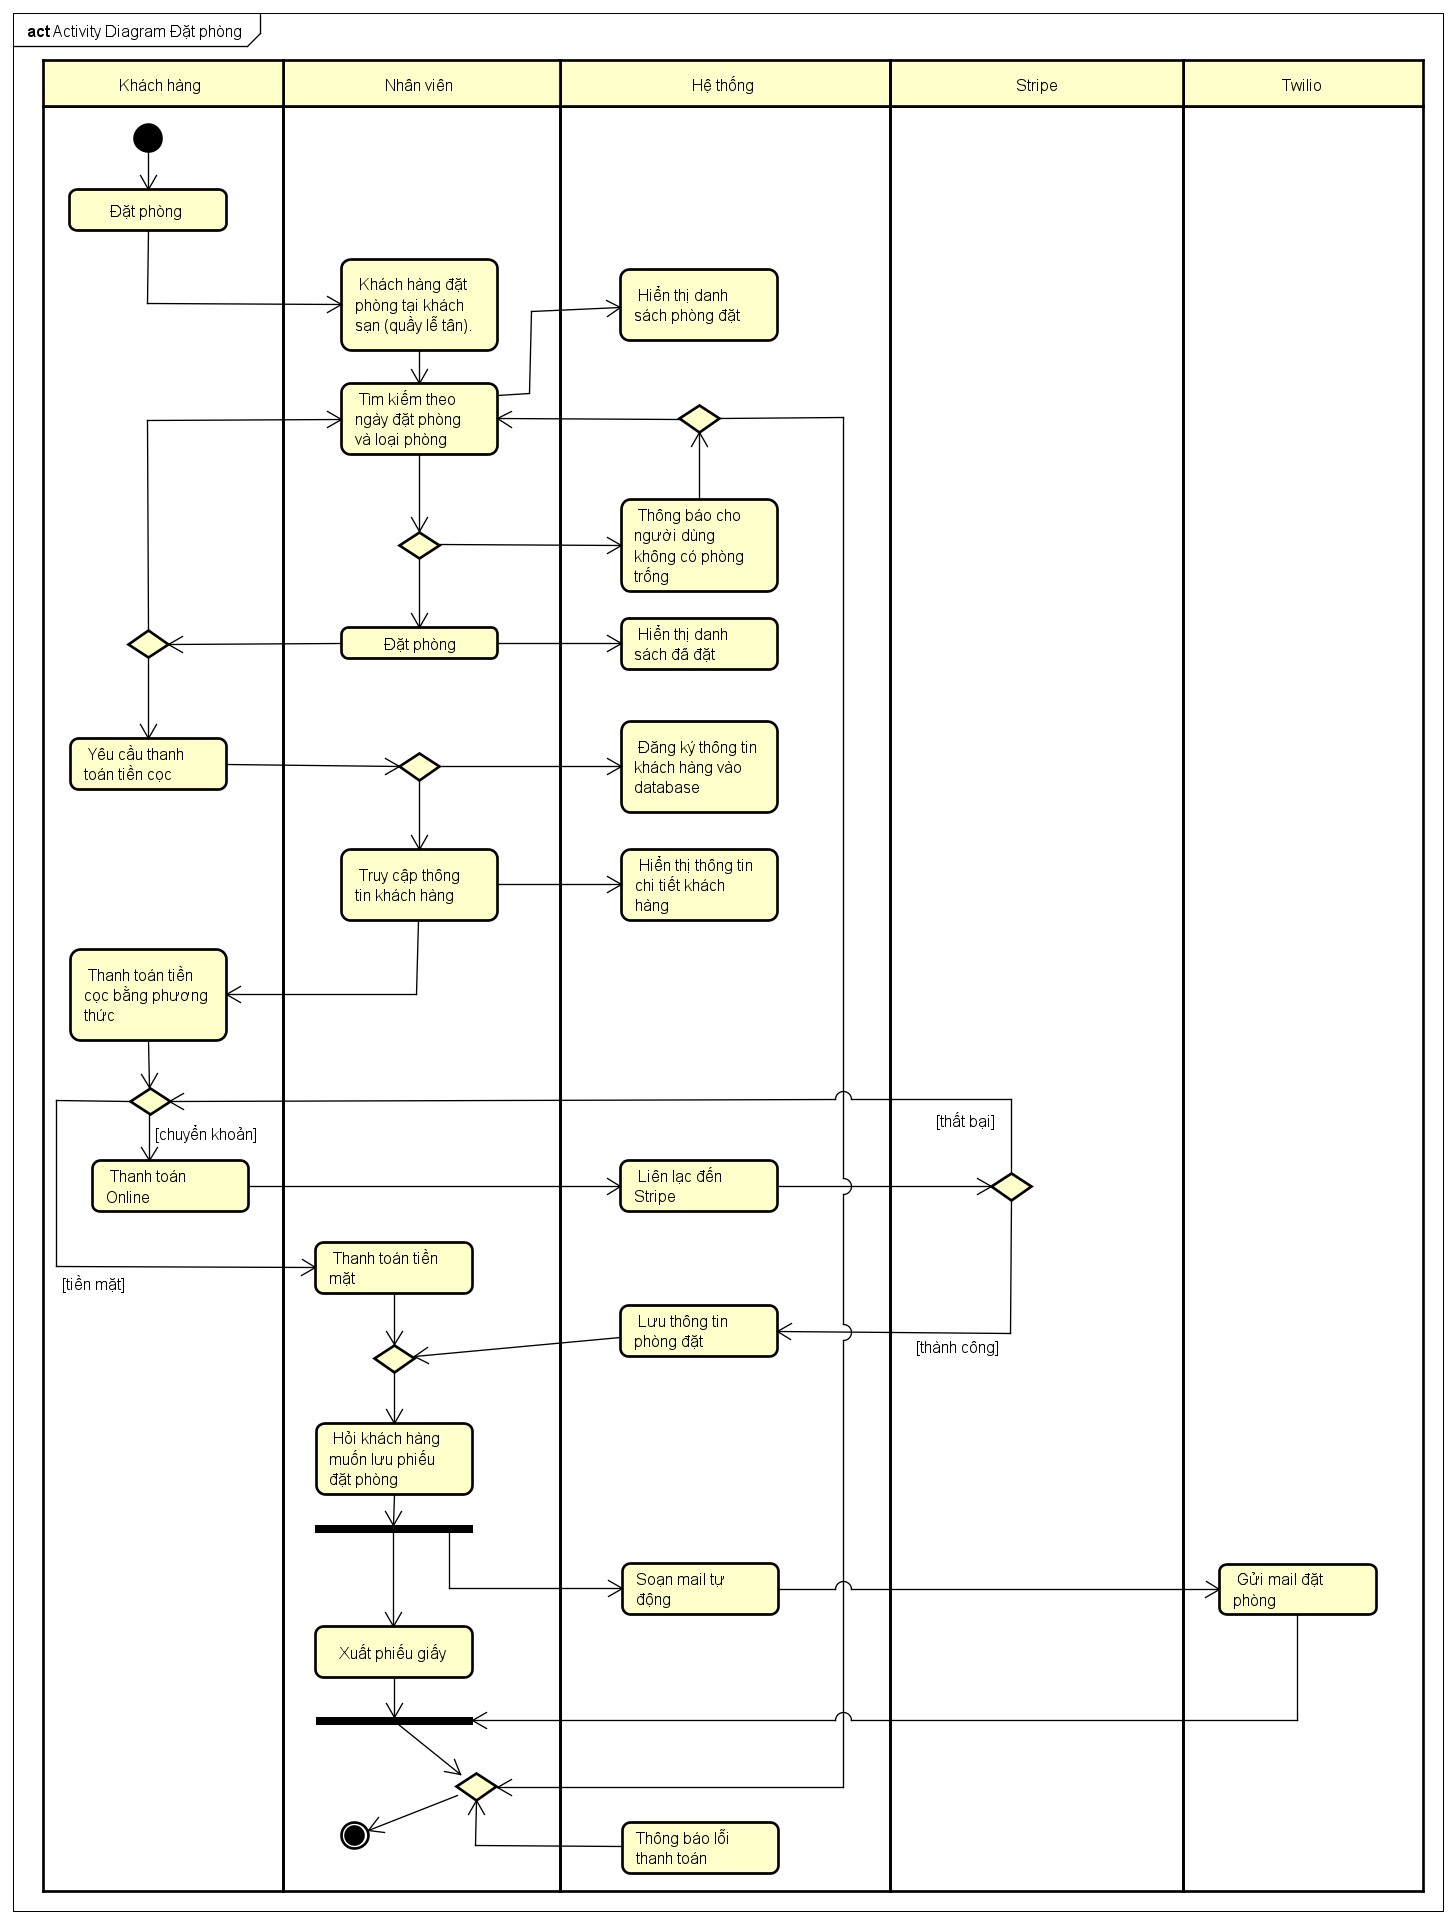 act Activity Diagram Đặt phòng
Khách hàng
Nhân viên
Hệ thống
Stripe
Twilio
Đặt phòng
Khách hàng đặt
phòng tại khách
sạn (quầy lễ tân).
Hiển thị danh
sách phòng đặt
Tìm kiếm theo
ngày đặt phòng
và loại phòng
Thông báo cho
người dùng
không có phòng
trống
Đặt phòng
Hiển thị danh
sách đã đặt
Yêu cầu thanh
toán tiền cọc
Đăng ký thông tin
khách hàng vào
database
Truy cập thông
tin khách hàng
Hiển thị thông tin
chi tiết khách
hàng
Thanh toán tiền
cọc bằng phương
thức
[thất bại]
[chuyển khoản]
Thanh toán
Online
Liên lạc đến
Stripe
Thanh toán tiền
mặt
[tiền mặt]
Lưu thông tin
phòng đặt
[thành công]
Hỏi khách hàng
muốn lưu phiếu
đặt phòng
Soạn mail tự
động
Gửi mail đặt
phòng
Xuất phiếu giấy
Thông báo lỗi
thanh toán